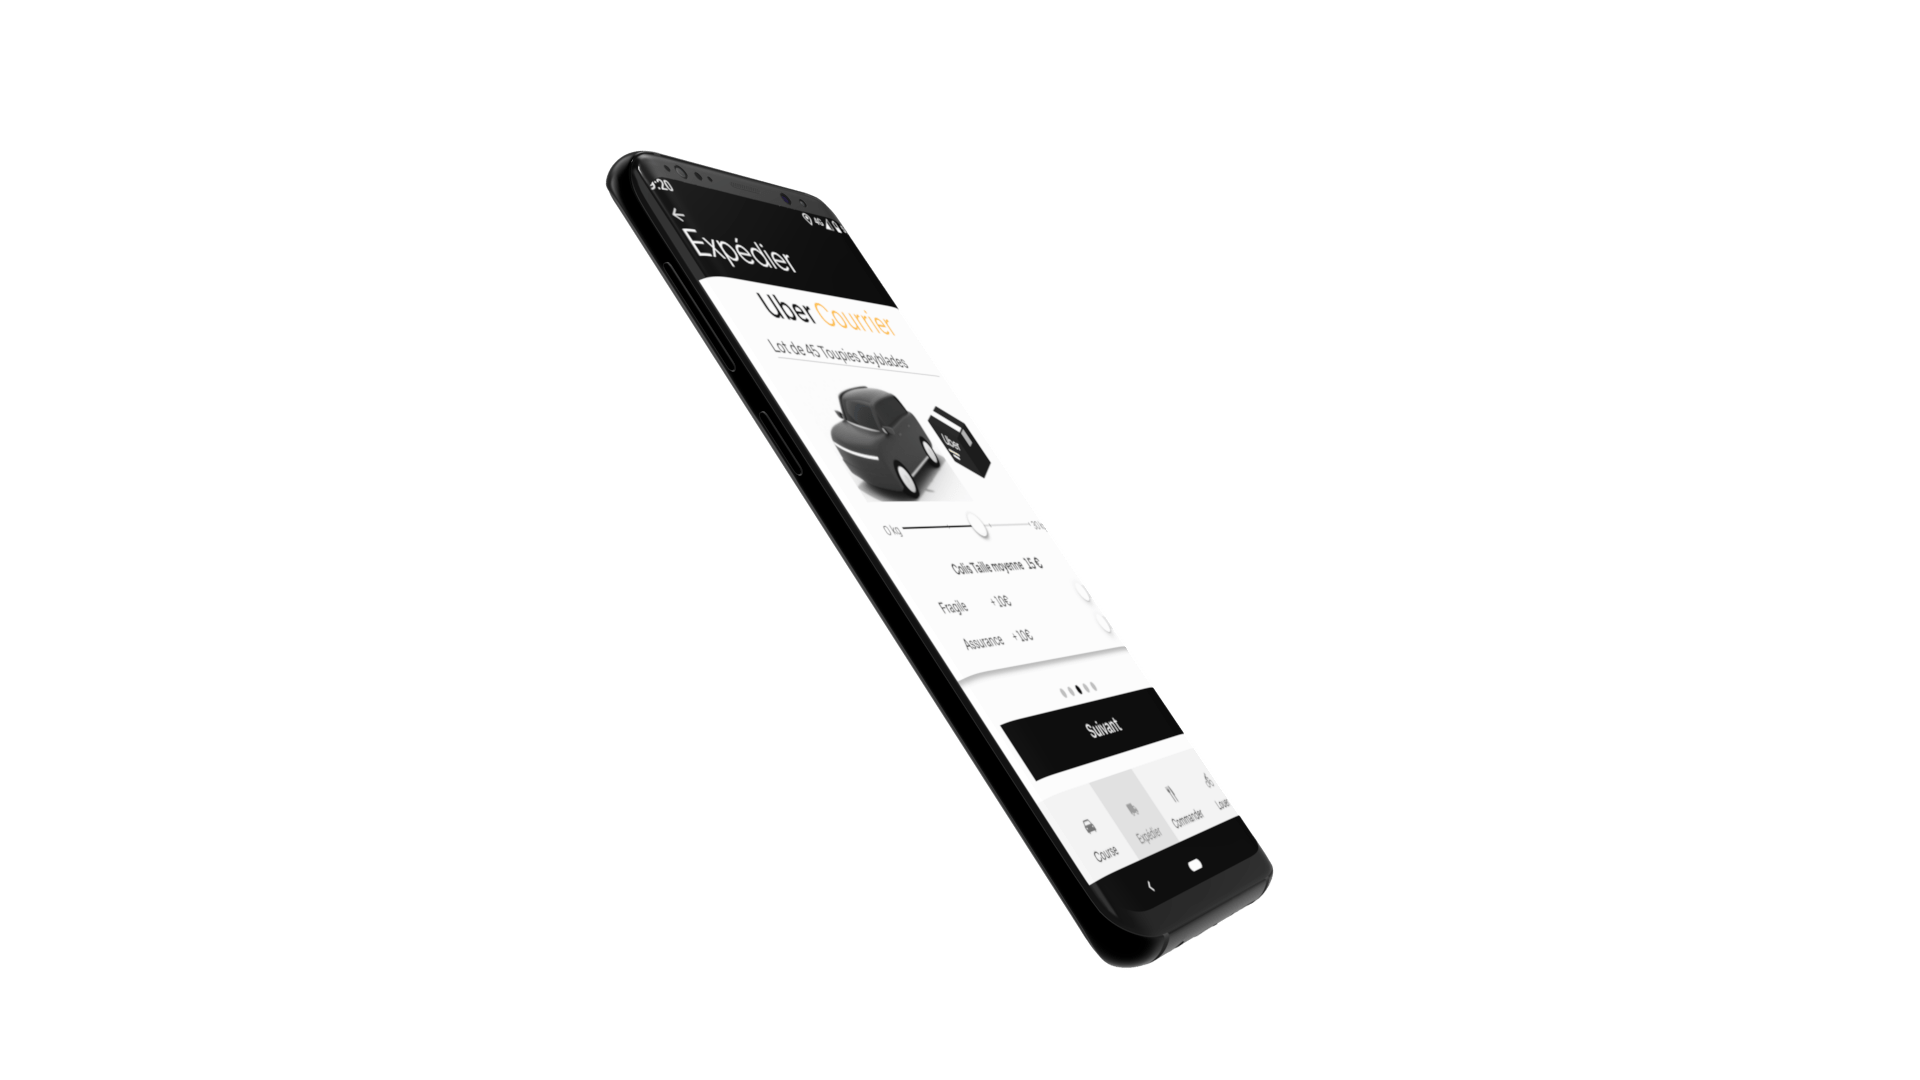 :20
4G
Expédier
Uber Courrier
Lot de 45 Toupies Beyblades
Uber
0 kg
30 kg
Colis Taille moyenne 15 €
Fragile +10€
Assurance +10€
Suivant
Course
Expédier
Commander
Louer